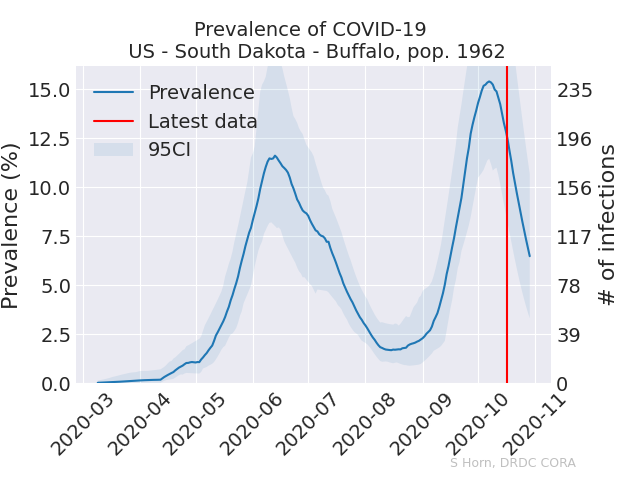 Prevalence of COVID-19
US - South Dakota - Buffalo, pop. 1962
Prevalence
Latest data
95CI
Prevalence (%)
15.0
12.5
10.0
7.5
5.0
2.5
0.0
235
196
156
117
78
39
0
# of infections
2020-03
2020-04
2020-05
2020-06
2020-07
2020-08
2020-09
2020-10
2020-11
S Horn, DRDC CORA